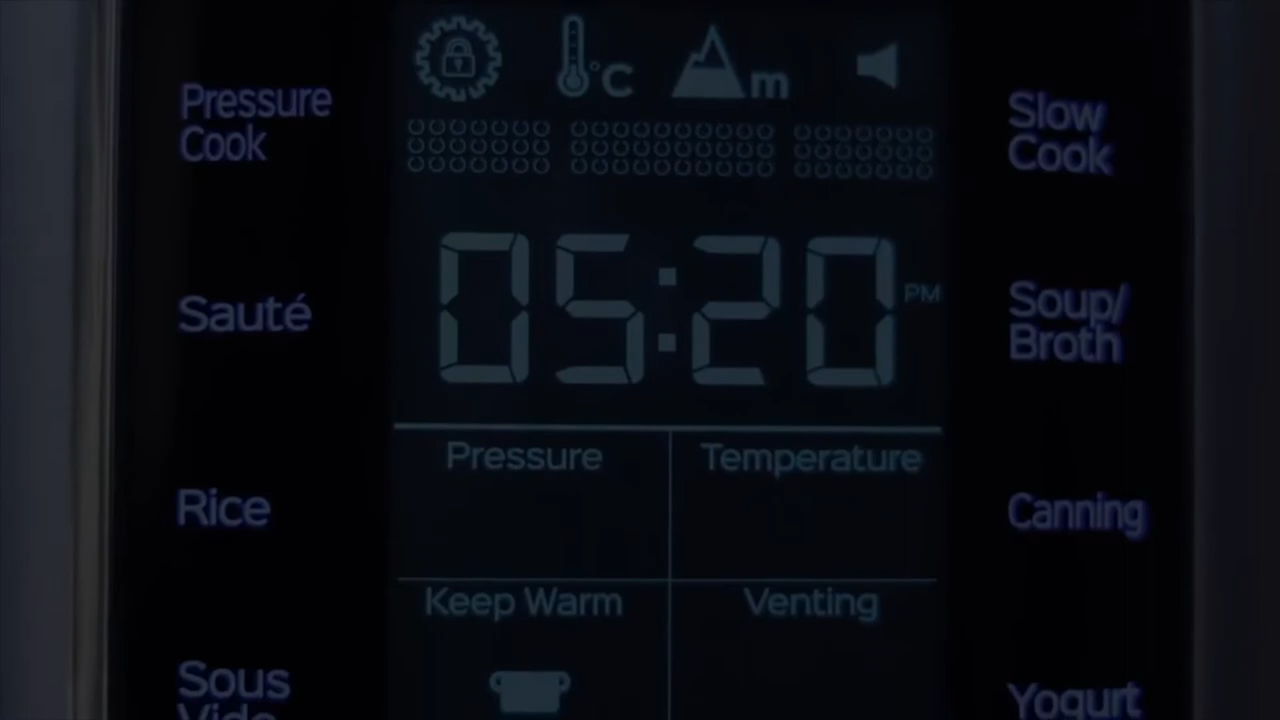 °C
m
Pressure
Cook
Slow
Cook
05:20 PM
Sauté
Soup/
Broth
Pressure
Temperature
Rice
Canning
Keep Warm
Venting
Sous
Vide
Yogurt